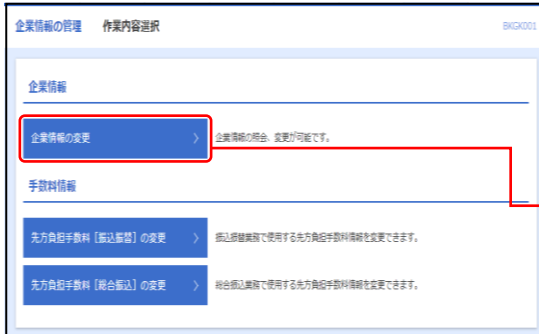 企業情報の管理 作業内容選択 BKGK001
企業情報
企業情報の変更 企業情報の照会、変更が可能です。
手数料情報
先方負担手数料［振込振替］の変更 振込振替業務で使用する先方負担手数料情報を変更できます。
先方負担手数料［総合振込］の変更 総合振込業務で使用する先方負担手数料情報を変更できます。